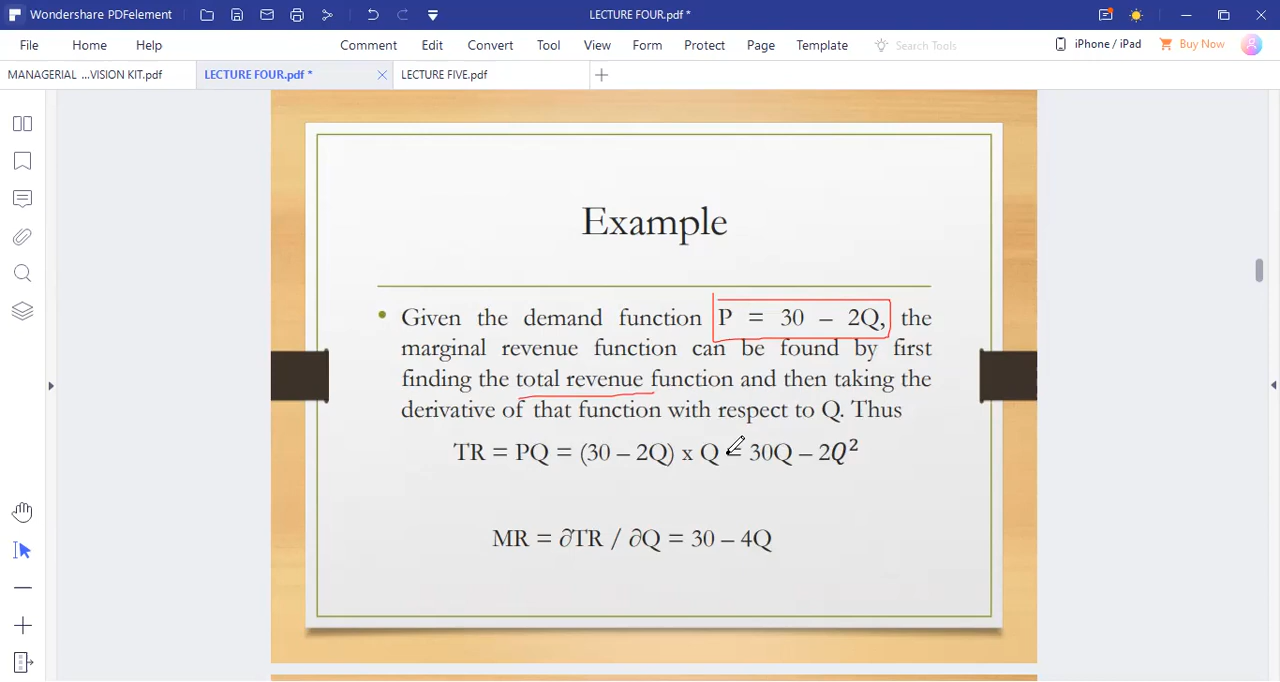 Wondershare PDFelement
LECTURE FOUR.pdf *
File Home Help Comment Edit Convert Tool View Form Protect Page Template Search Tools iPhone / iPad Buy Now
MANAGERIAL ...VISION KIT.pdf LECTURE FOUR.pdf * LECTURE FIVE.pdf
Example
• Given the demand function P = 30 – 2Q, the
marginal revenue function can be found by first
finding the total revenue function and then taking the
derivative of that function with respect to Q. Thus
TR = PQ = (30 – 2Q) x Q = 30Q – 2Q²
MR = ∂TR / ∂Q = 30 – 4Q